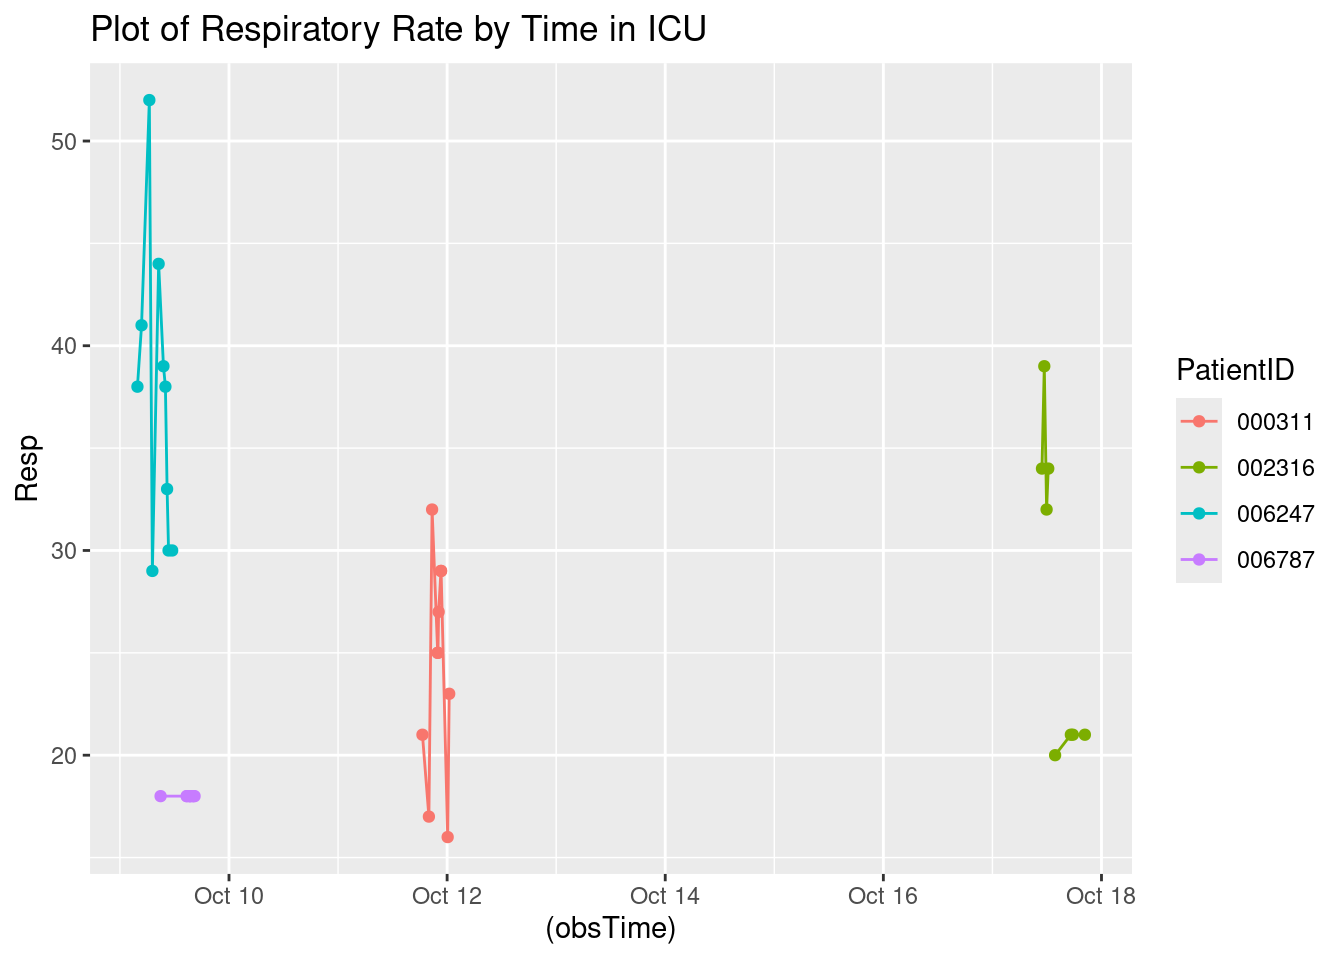 Plot of Respiratory Rate by Time in ICU
50
40
30
20
Resp
Oct 10
Oct 12
Oct 14
Oct 16
Oct 18
(obsTime)
PatientID
000311
002316
006247
006787